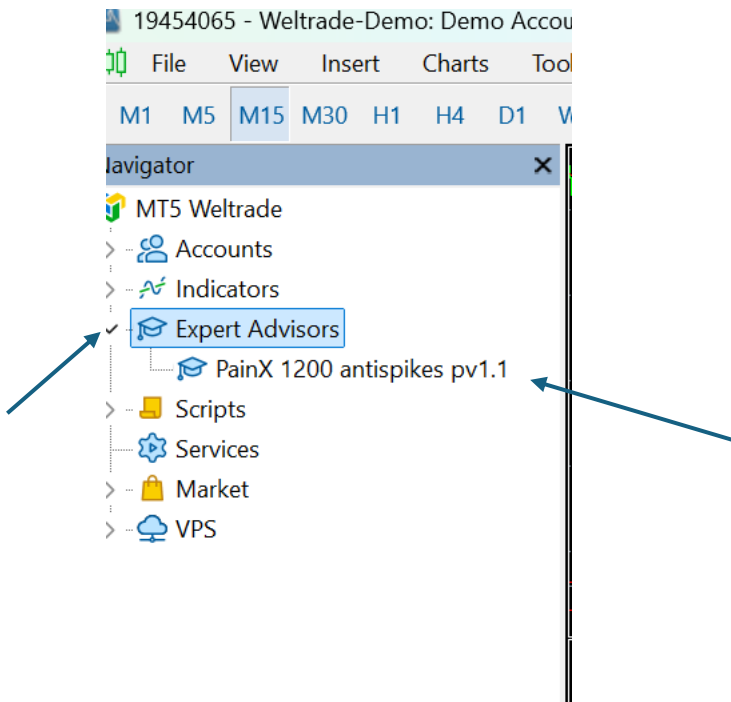 19454065 - Weltrade-Demo: Demo Accou
File View Insert Charts Tool
M1 M5 M15 M30 H1 H4 D1
Navigator
MT5 Weltrade
Accounts
Indicators
Expert Advisors
PainX 1200 antispikes pv1.1
Scripts
Services
Market
VPS